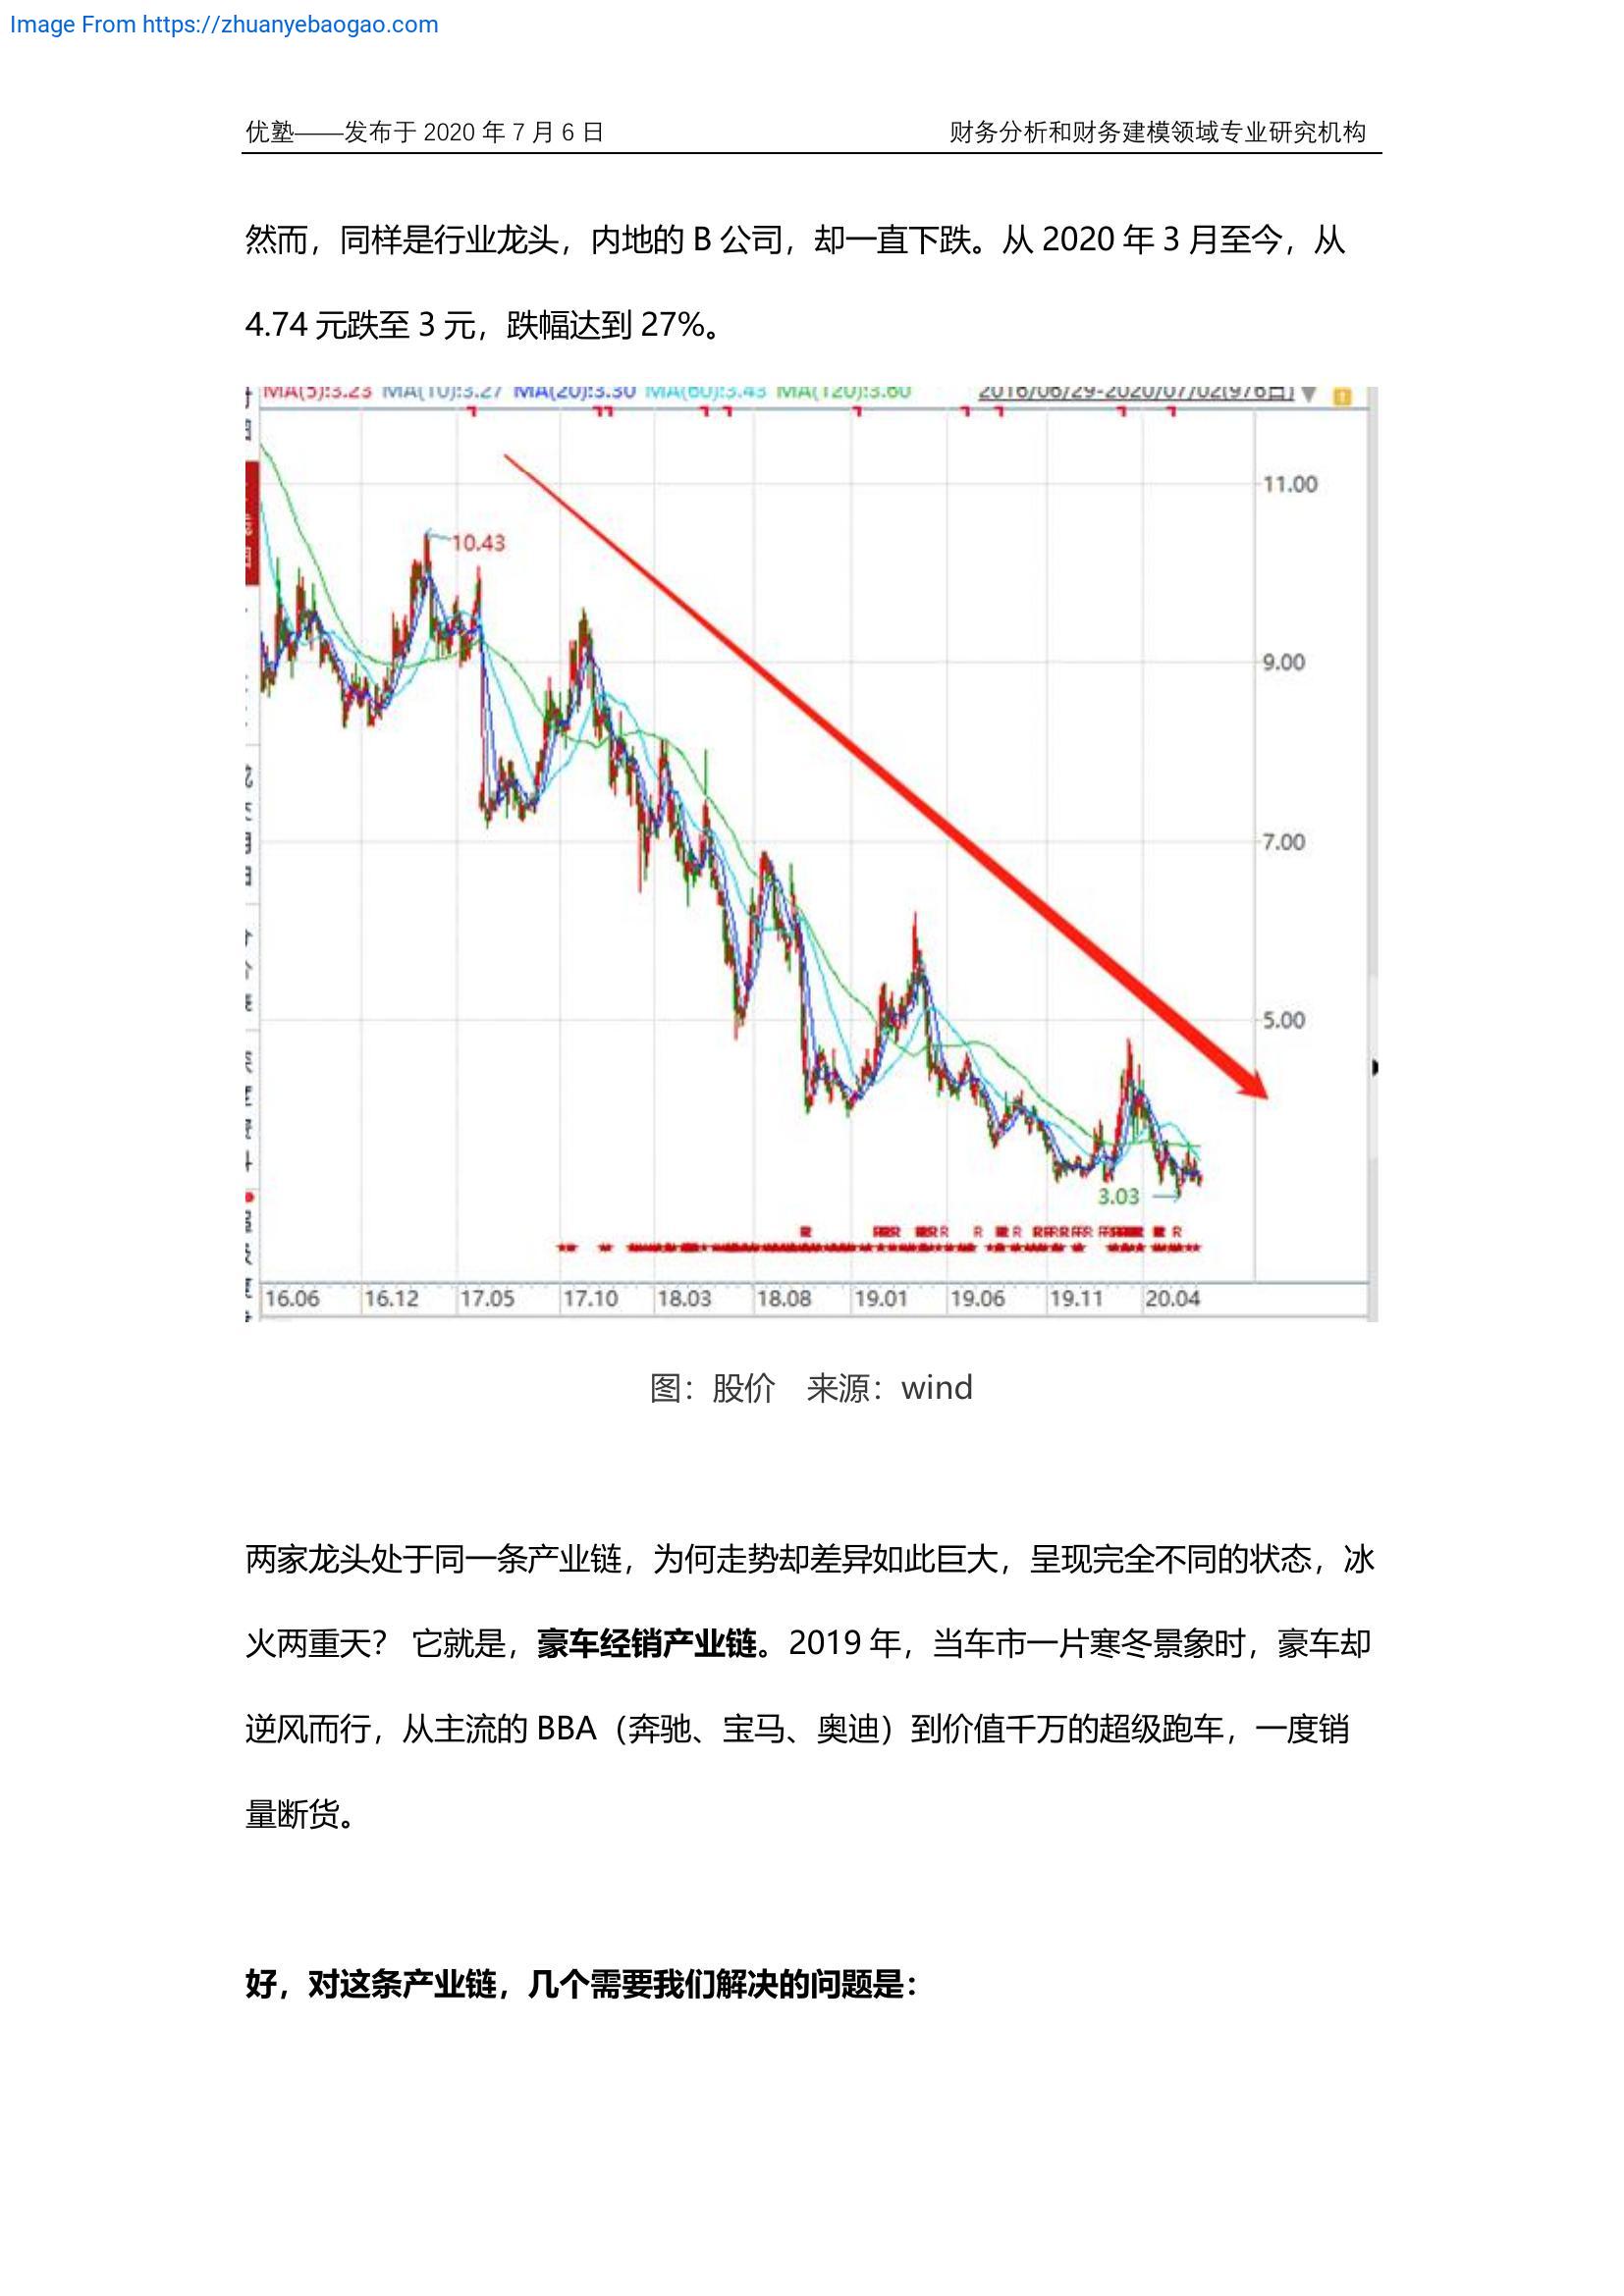 Image From https://zhuanyebaogao.com
优塾——发布于 2020 年 7 月 6 日 财务分析和财务建模领域专业研究机构
然而，同样是行业龙头，内地的 B 公司，却一直下跌。从 2020 年 3 月至今，从
4.74 元跌至 3 元，跌幅达到 27%。
MA(5):3.23 MA(10):3.27 MA(20):3.30 MA(60):3.43 MA(120):3.60 2016/06/29-2020/07/02(976日)
11.00
10.43
9.00
7.00
5.00
3.03
16.06 16.12 17.05 17.10 18.03 18.08 19.01 19.06 19.11 20.04
图：股价 来源：wind
两家龙头处于同一条产业链，为何走势却差异如此巨大，呈现完全不同的状态，冰
火两重天？ 它就是，豪车经销产业链。2019 年，当车市一片寒冬景象时，豪车却
逆风而行，从主流的 BBA（奔驰、宝马、奥迪）到价值千万的超级跑车，一度销
量断货。
好，对这条产业链，几个需要我们解决的问题是：